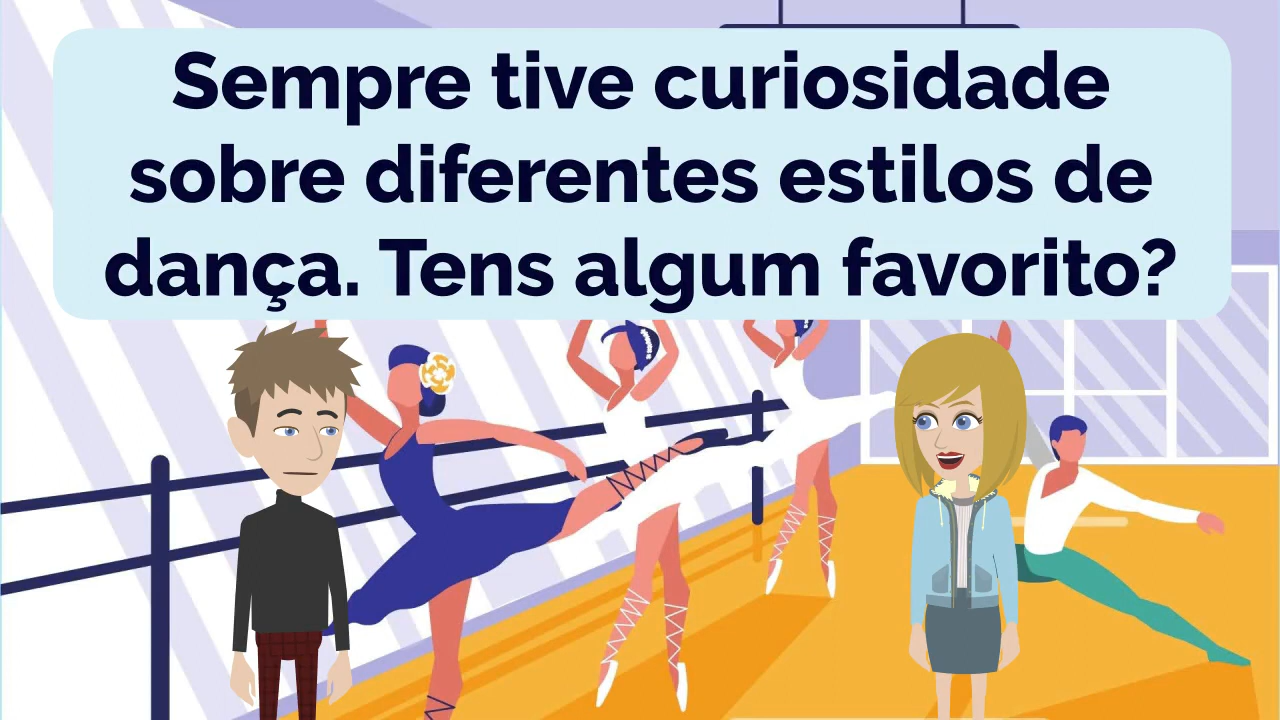 Sempre tive curiosidade
sobre diferentes estilos de
dança. Tens algum favorito?